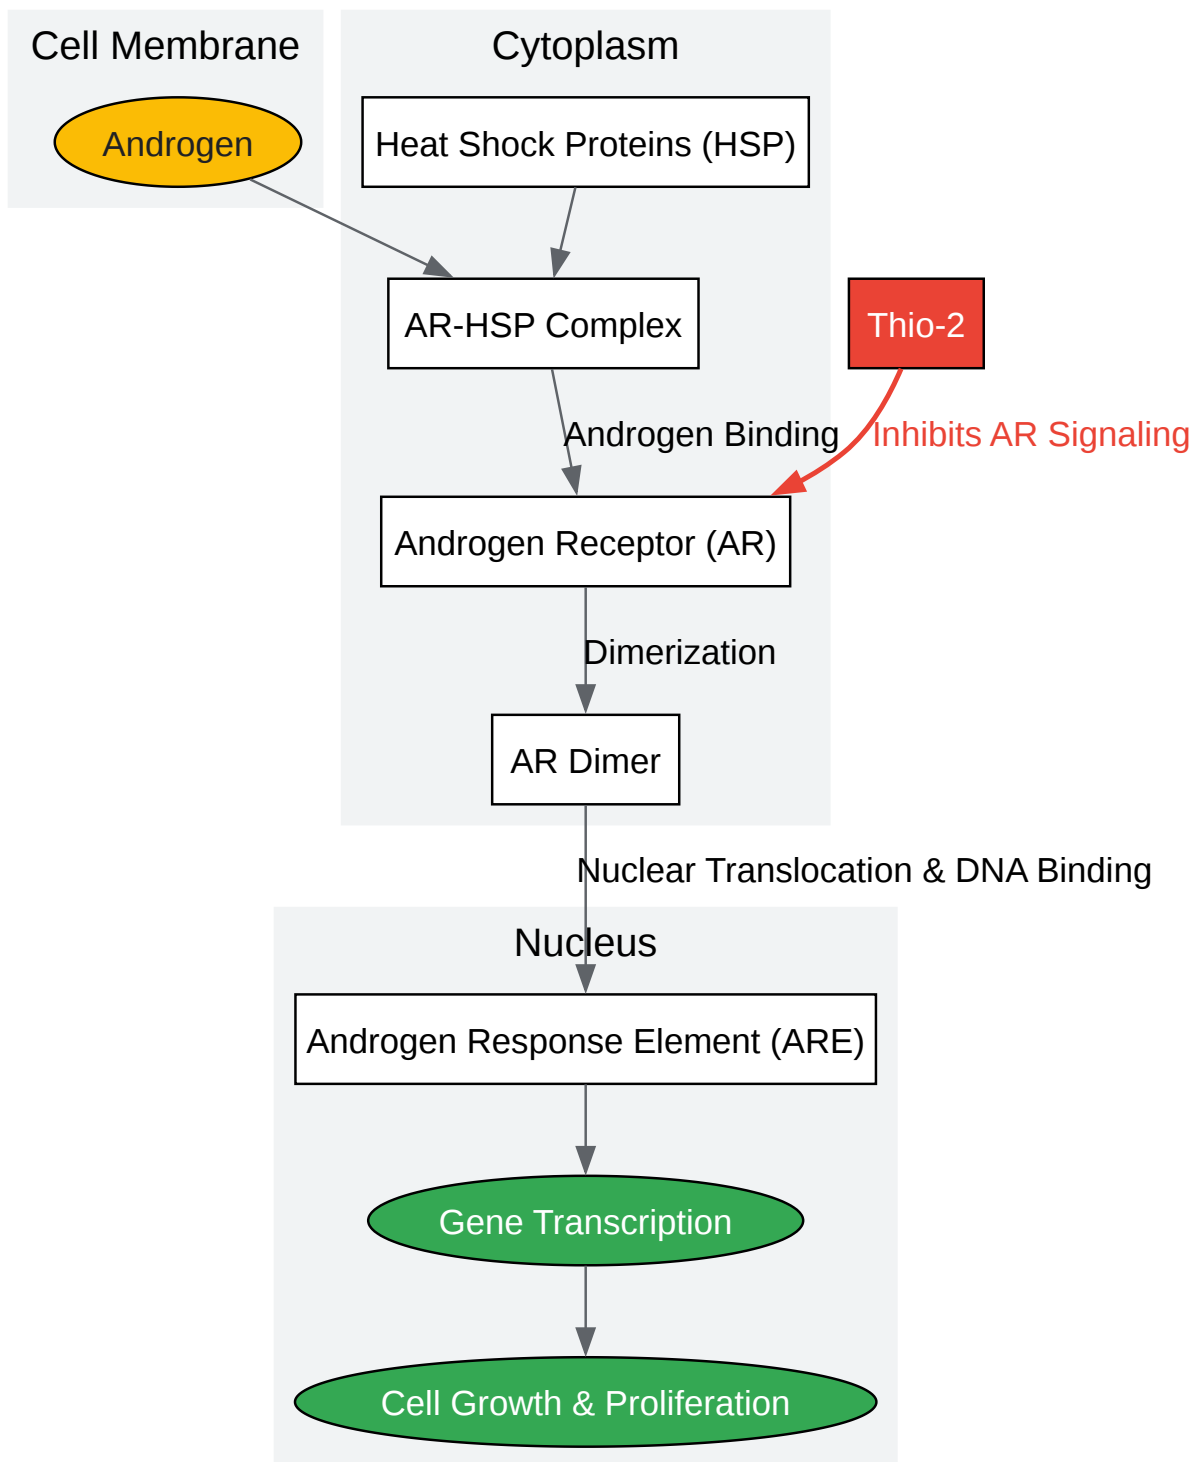 Cell Membrane
Cytoplasm
Androgen
Heat Shock Proteins (HSP)
AR-HSP Complex
Thio-2
Androgen Binding
Inhibits AR Signaling
Androgen Receptor (AR)
Dimerization
AR Dimer
Nuclear Translocation & DNA Binding
Nucleus
Androgen Response Element (ARE)
Gene Transcription
Cell Growth & Proliferation